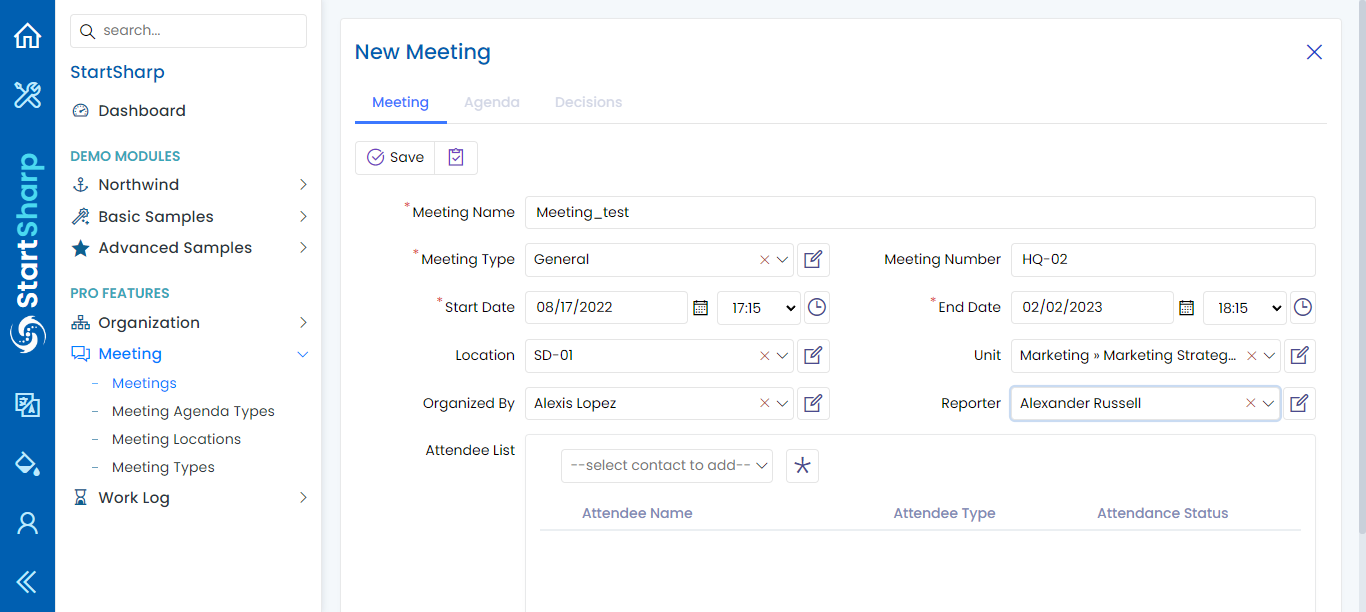 search...
StartSharp
Dashboard
DEMO MODULES
Northwind
Basic Samples
Advanced Samples
PRO FEATURES
Organization
Meeting
- Meetings
- Meeting Agenda Types
- Meeting Locations
- Meeting Types
Work Log
StartSharp
New Meeting
Meeting Agenda Decisions
Save
*Meeting Name Meeting_test
*Meeting Type General Meeting Number HQ-02
*Start Date 08/17/2022 17:15 *End Date 02/02/2023 18:15
Location SD-01 Unit Marketing » Marketing Strateg...
Organized By Alexis Lopez Reporter Alexander Russell
Attendee List --select contact to add--
Attendee Name Attendee Type Attendance Status